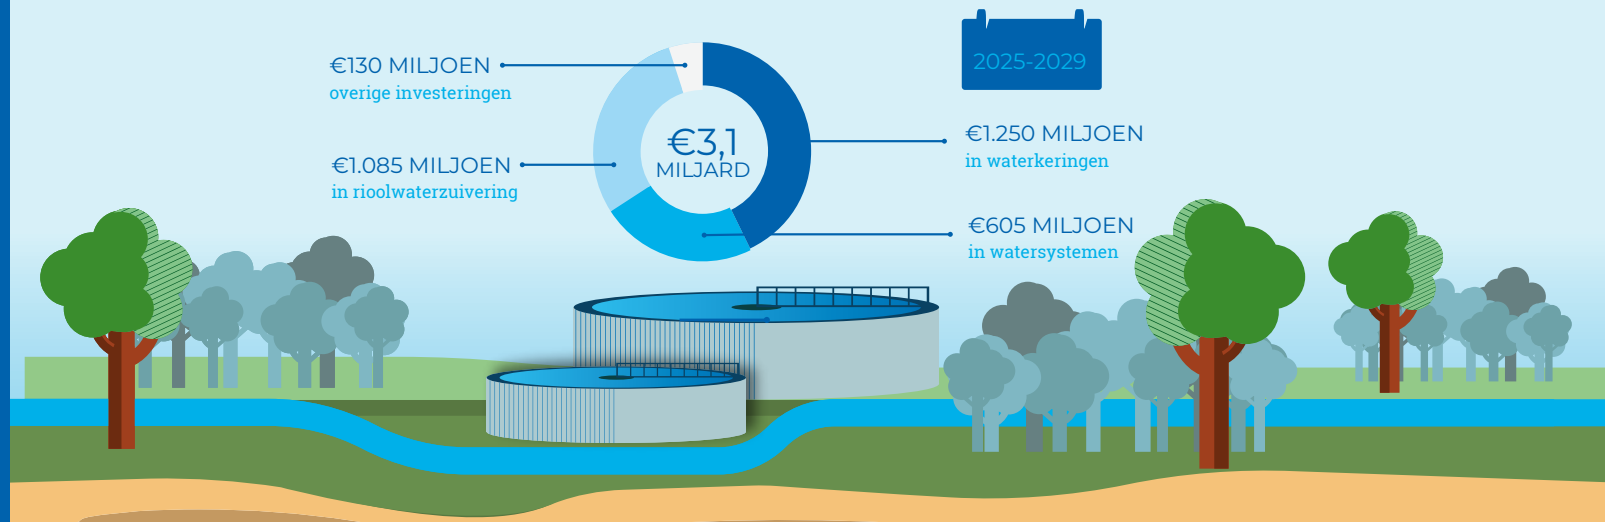 €130 MILJOEN
overige investeringen
€1.085 MILJOEN
in rioolwaterzuivering
€3,1
MILJARD
2025-2029
€1.250 MILJOEN
in waterkeringen
€605 MILJOEN
in watersystemen